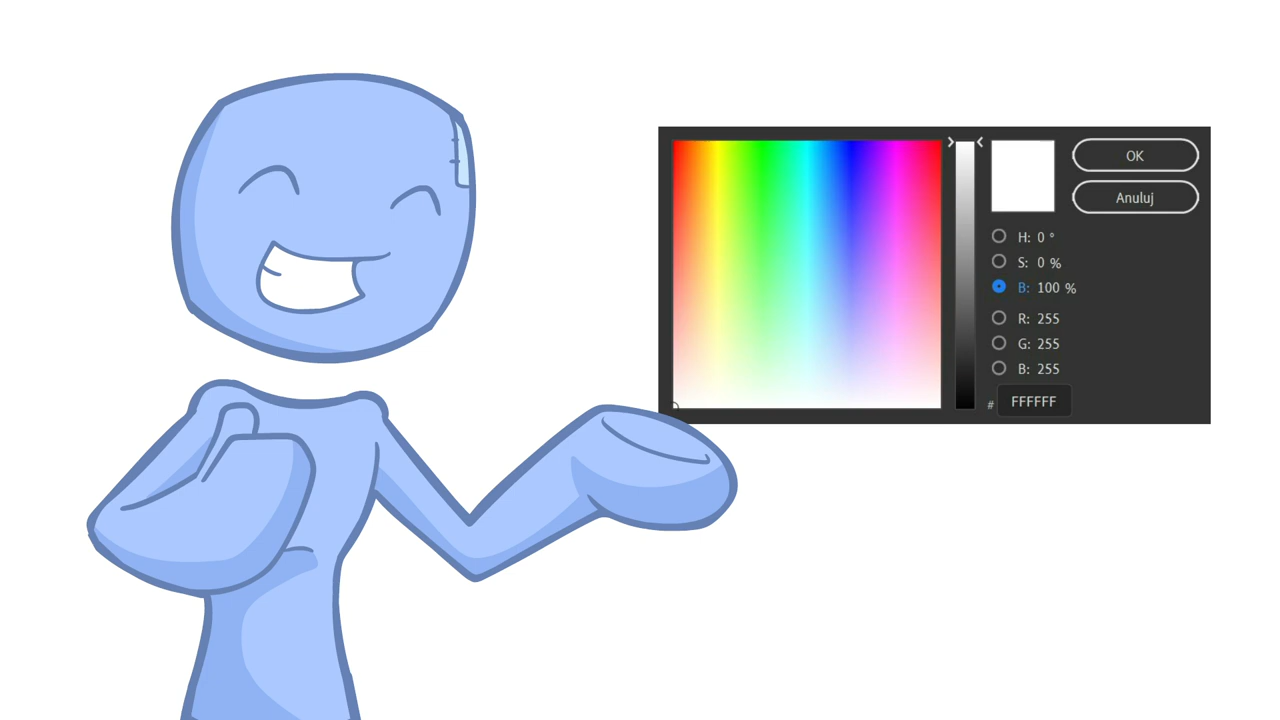 OK
Anuluj
H: 0 °
S: 0 %
B: 100 %
R: 255
G: 255
B: 255
# FFFFFF